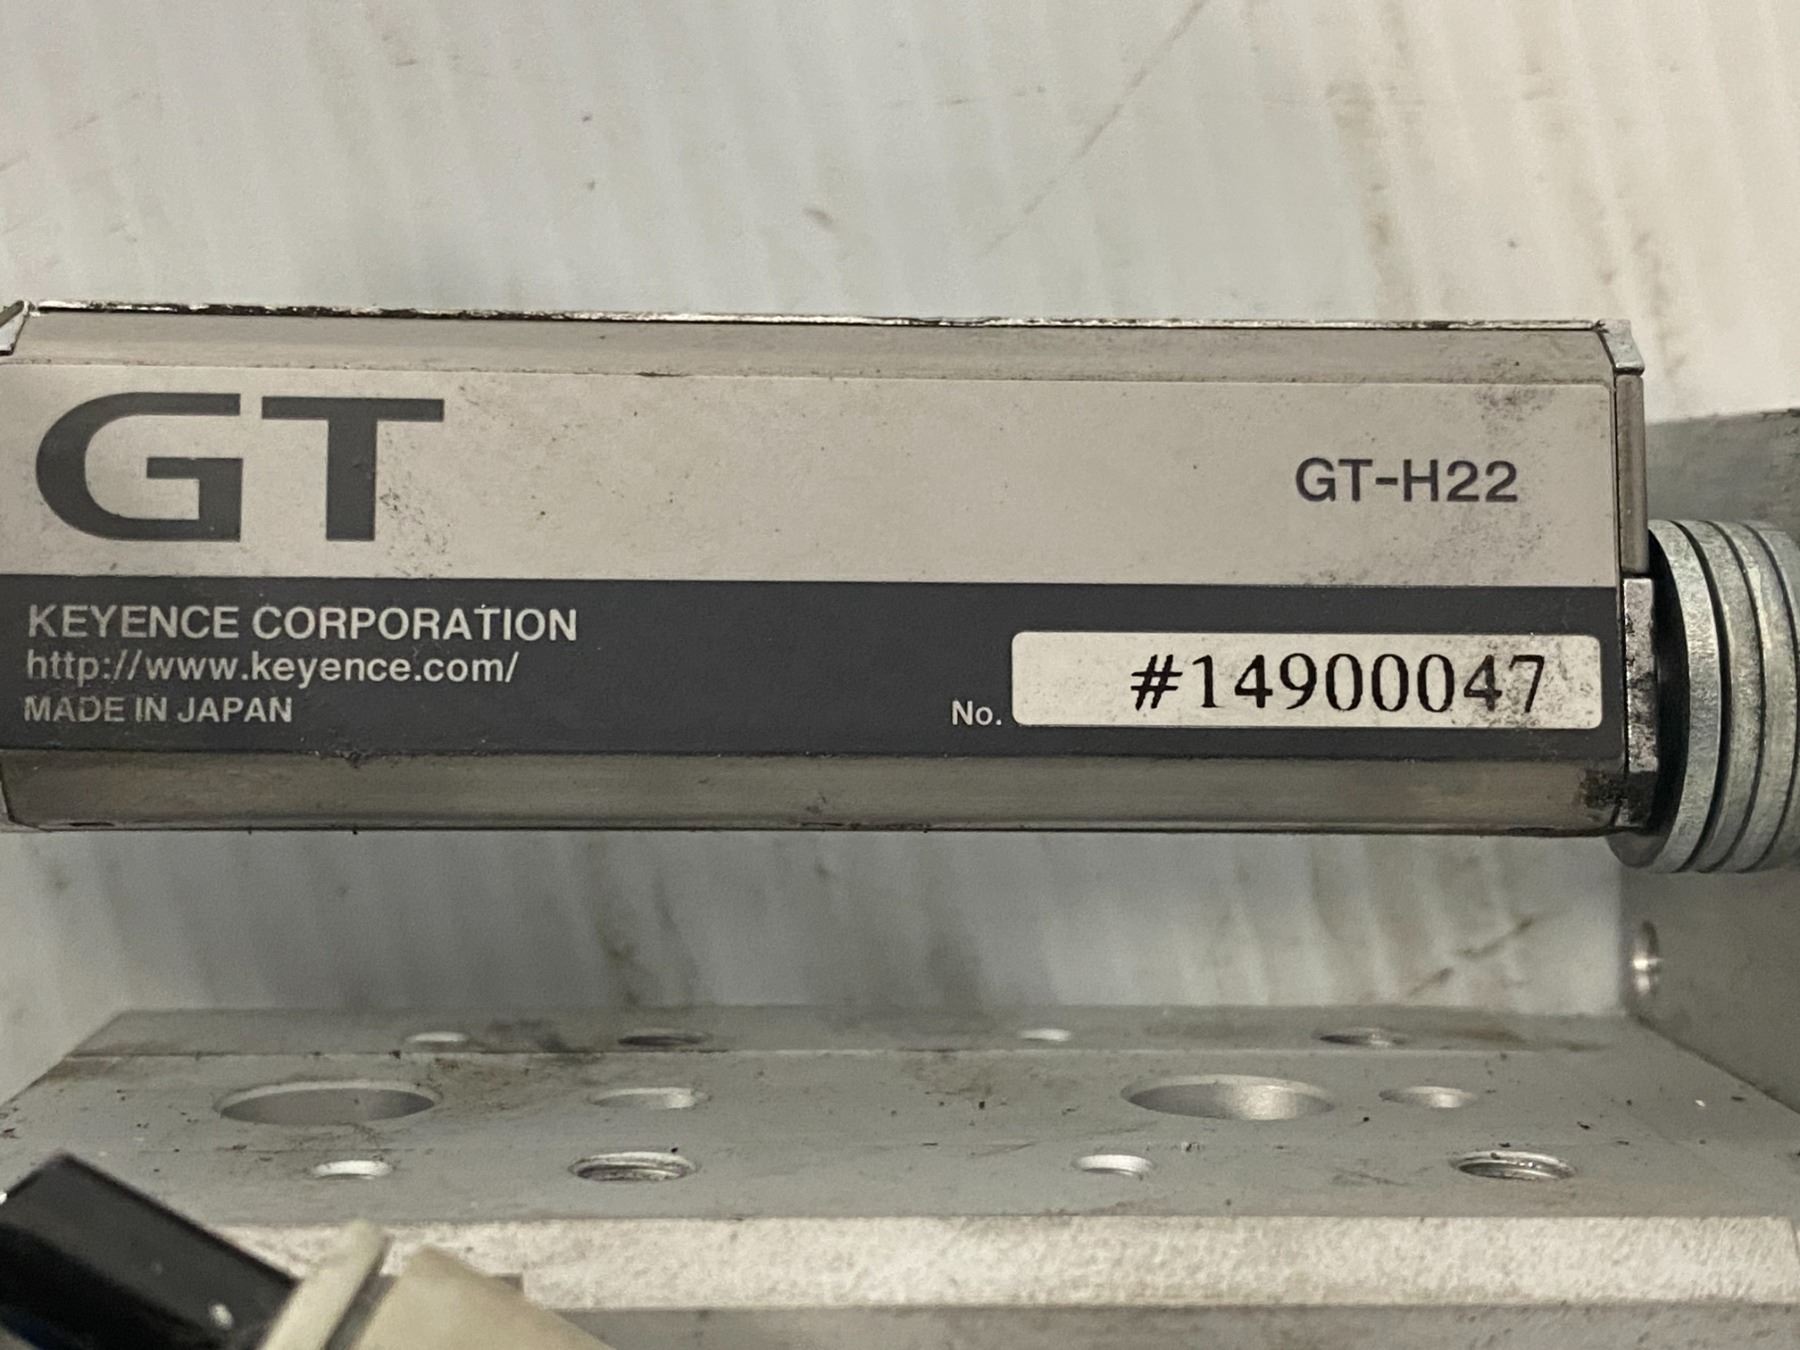 GT
GT-H22
KEYENCE CORPORATION
http://www.keyence.com/
MADE IN JAPAN
No. #14900047